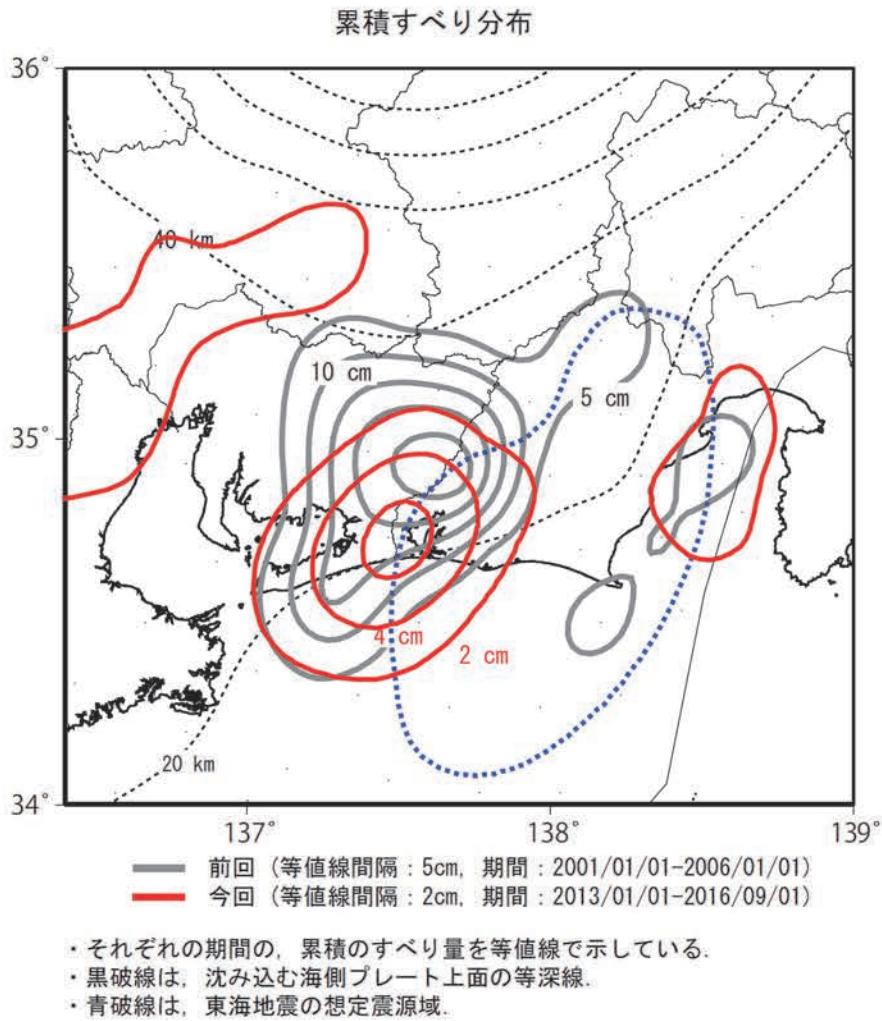 累積すべり分布
36°
40 km
10 cm
5 cm
35°
4 cm
2 cm
20 km
34°
137°
138°
139°
前回 (等値線間隔：5cm, 期間：2001/01/01-2006/01/01)
今回 (等値線間隔：2cm, 期間：2013/01/01-2016/09/01)
・それぞれの期間の, 累積のすべり量を等値線で示している.
・黒破線は, 沈み込む海側プレート上面の等深線.
・青破線は, 東海地震の想定震源域.